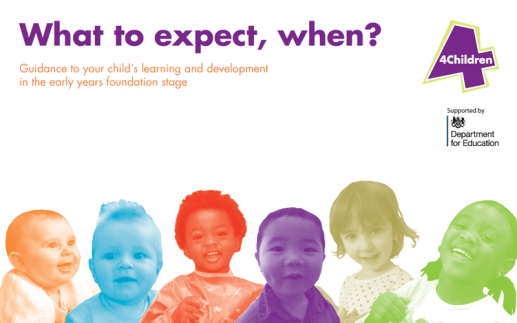 What to expect, when?
Guidance to your child's learning and development
in the early years foundation stage
4Children
Supported by
Department
for Education